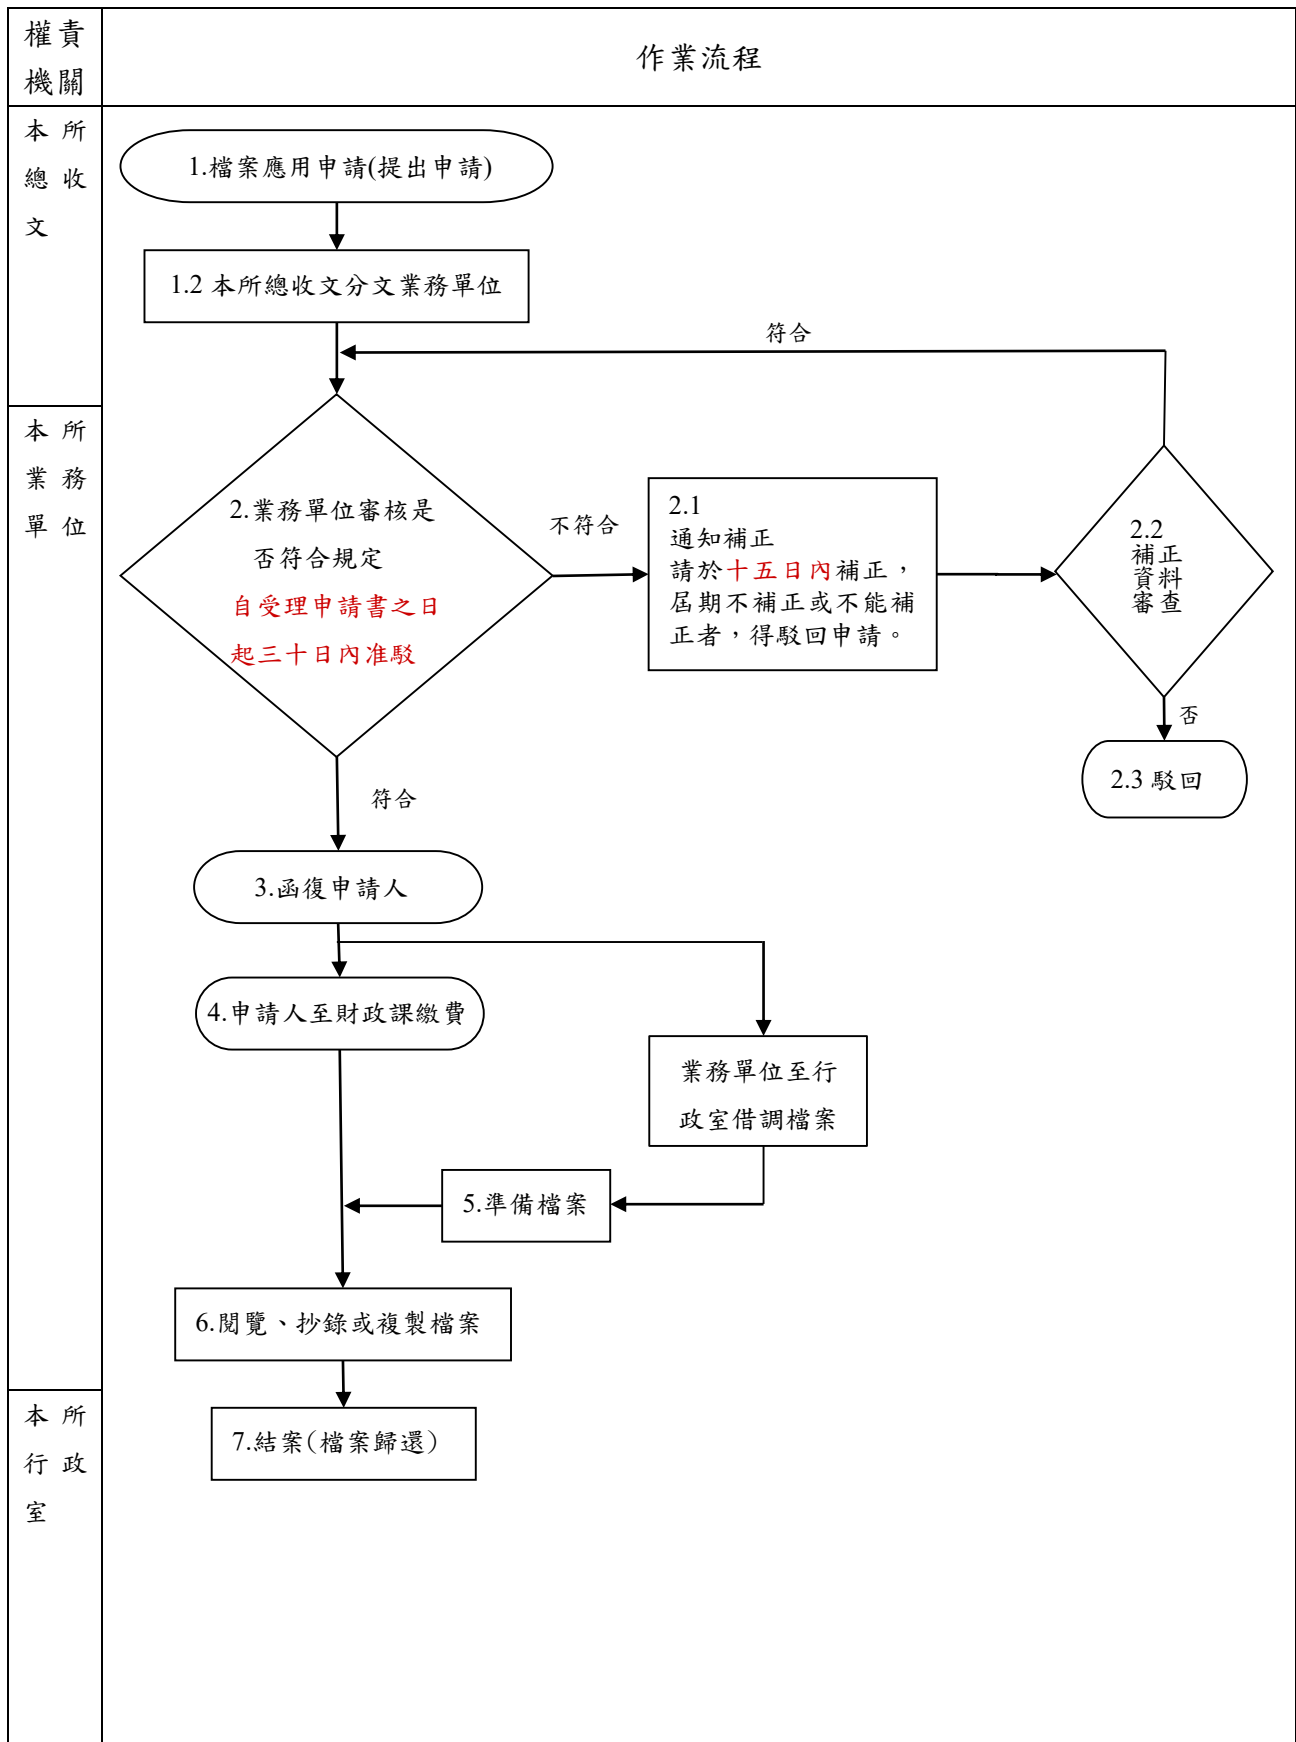 權責
機關
作業流程
本所
總收
文
1.檔案應用申請(提出申請)
1.2 本所總收文分文業務單位
符合
本所
業務
單位
2.業務單位審核是
否符合規定
自受理申請書之日
起三十日內准駁
不符合
2.1
通知補正
請於十五日內補正，
屆期不補正或不能補
正者，得駁回申請。
2.2
補正
資料
審查
否
2.3 駁回
符合
3.函復申請人
4.申請人至財政課繳費
業務單位至行
政室借調檔案
5.準備檔案
6.閱覽、抄錄或複製檔案
本所
行政
室
7.結案(檔案歸還)